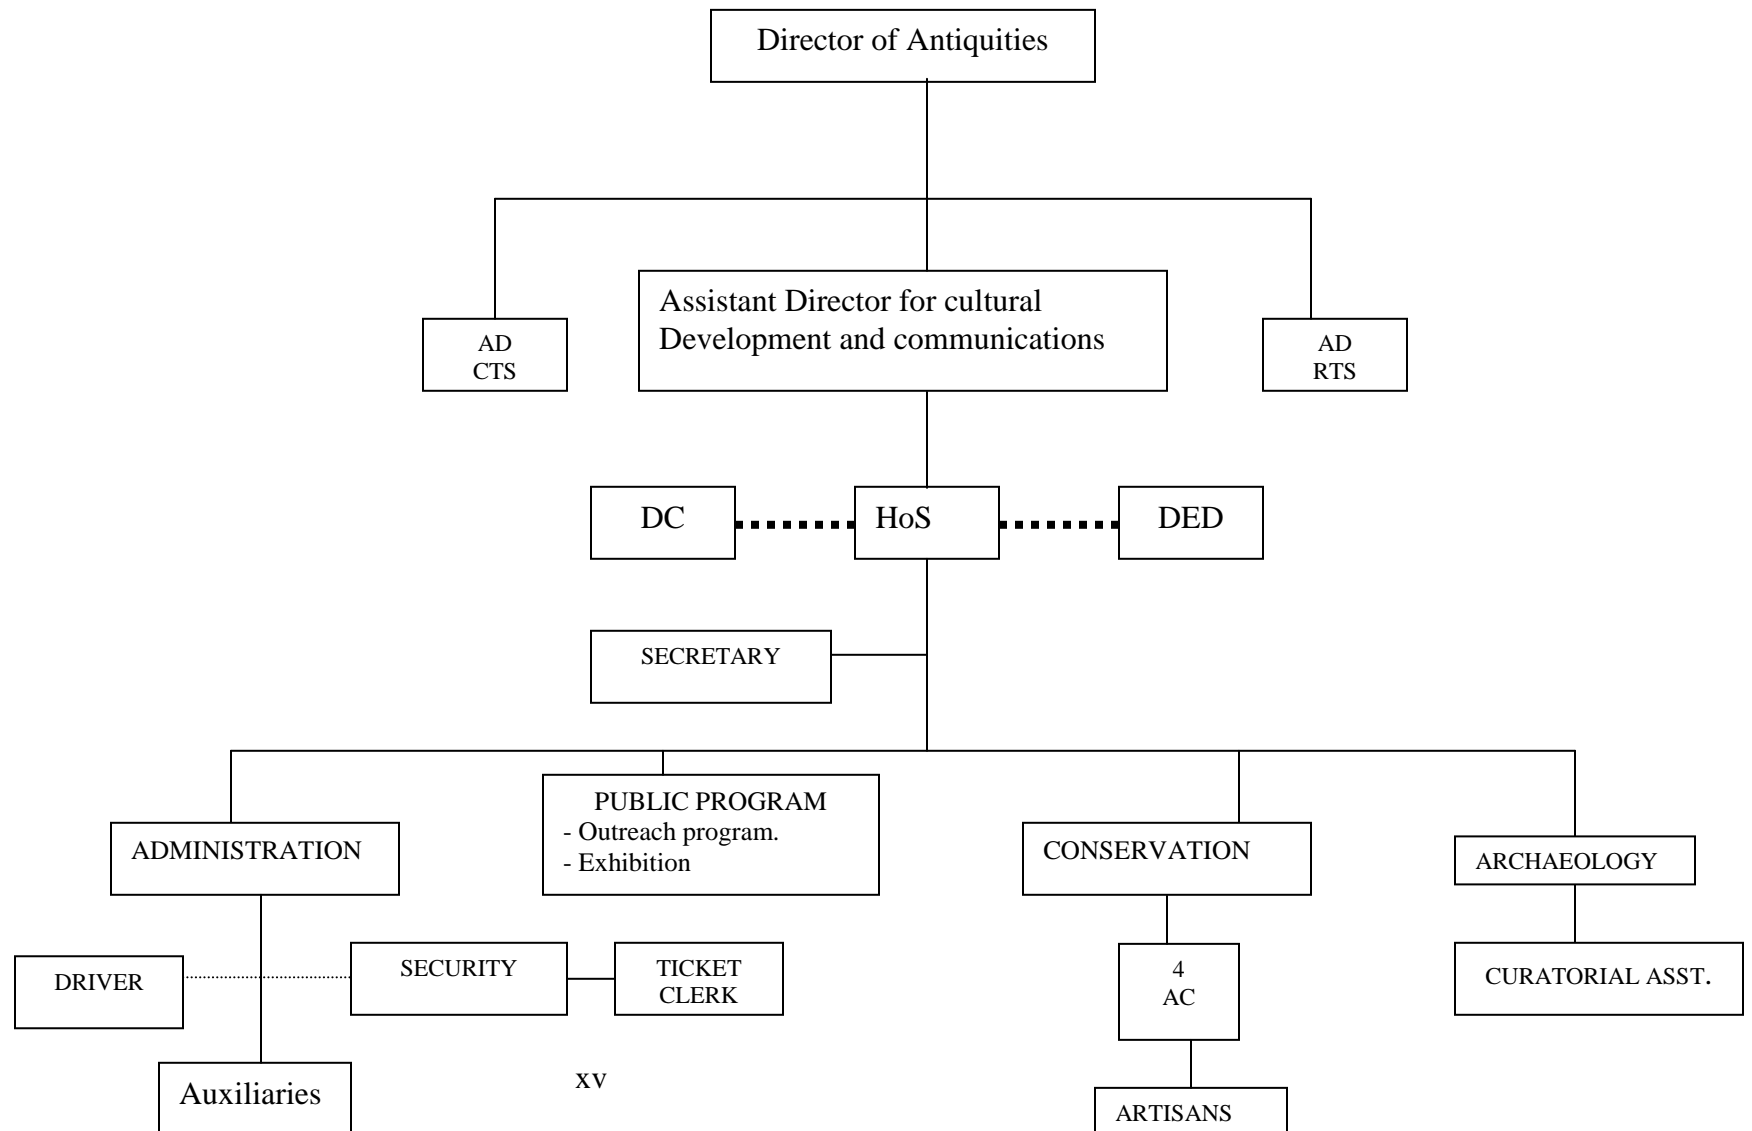 Director of Antiquities
Assistant Director for cultural
Development and communications
AD
CTS
AD
RTS
DC
HoS
DED
SECRETARY
ADMINISTRATION
PUBLIC PROGRAM
- Outreach program.
- Exhibition
CONSERVATION
ARCHAEOLOGY
DRIVER
SECURITY
TICKET
CLERK
4
AC
CURATORIAL ASST.
Auxiliaries
xv
ARTISANS